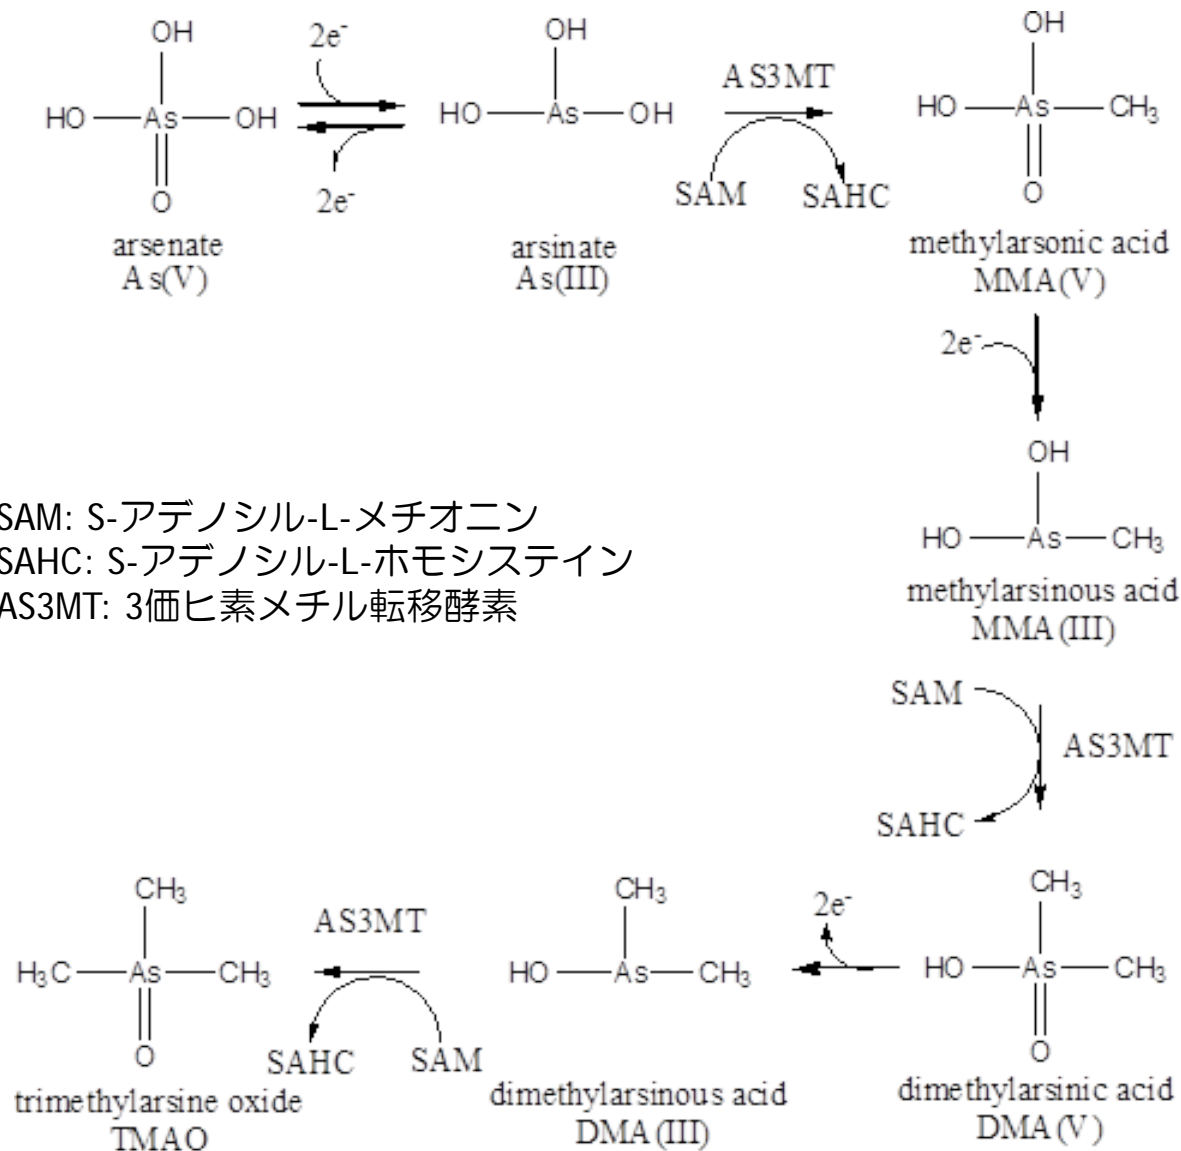 OH
HO As OH
O
arsenate
As(V)
2e-
2e-
OH
HO As OH
arsinate
As(III)
AS3MT
SAM SAHC
OH
HO As CH3
O
methylarsonic acid
MMA(V)
2e-
OH
HO As CH3
methylarsinous acid
MMA(III)
SAM: S-アデノシル-L-メチオニン
SAHC: S-アデノシル-L-ホモシステイン
AS3MT: 3価ヒ素メチル転移酵素
SAM
AS3MT
SAHC
CH3
HO As CH3
O
dimethylarsinic acid
DMA(V)
2e-
CH3
HO As CH3
dimethylarsinous acid
DMA(III)
AS3MT
SAHC SAM
CH3
H3C As CH3
O
trimethylarsine oxide
TMAO